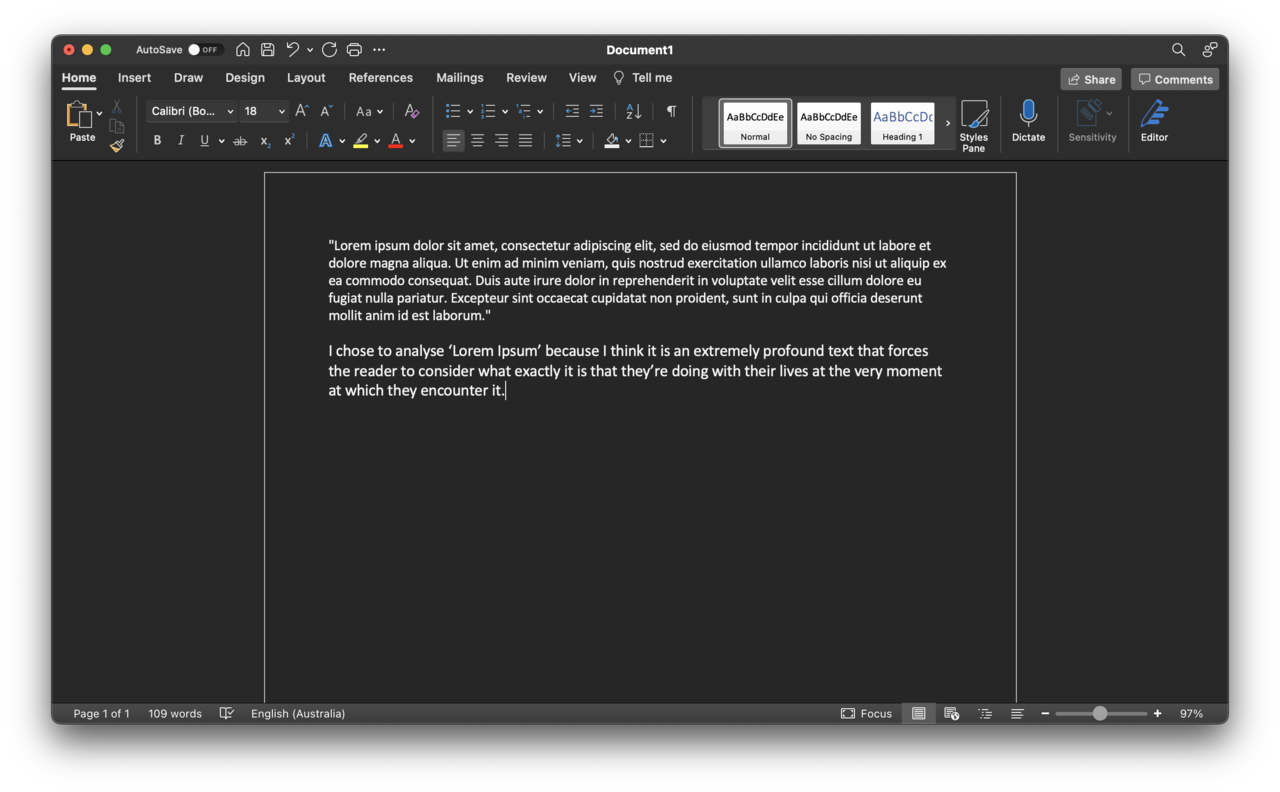 AutoSave OFF
Document1
Home Insert Draw Design Layout References Mailings Review View Tell me Share Comments
Paste
Calibri (Bo... 18 Aa
B I U ab x2 x2 A A
AaBbCcDdEe AaBbCcDdEe AaBbCcDc
Normal No Spacing Heading 1
Styles Pane
Dictate
Sensitivity
Editor
"Lorem ipsum dolor sit amet, consectetur adipiscing elit, sed do eiusmod tempor incididunt ut labore et
dolore magna aliqua. Ut enim ad minim veniam, quis nostrud exercitation ullamco laboris nisi ut aliquip ex
ea commodo consequat. Duis aute irure dolor in reprehenderit in voluptate velit esse cillum dolore eu
fugiat nulla pariatur. Excepteur sint occaecat cupidatat non proident, sunt in culpa qui officia deserunt
mollit anim id est laborum."
I chose to analyse ‘Lorem Ipsum’ because I think it is an extremely profound text that forces
the reader to consider what exactly it is that they’re doing with their lives at the very moment
at which they encounter it.
Page 1 of 1 109 words English (Australia) Focus 97%